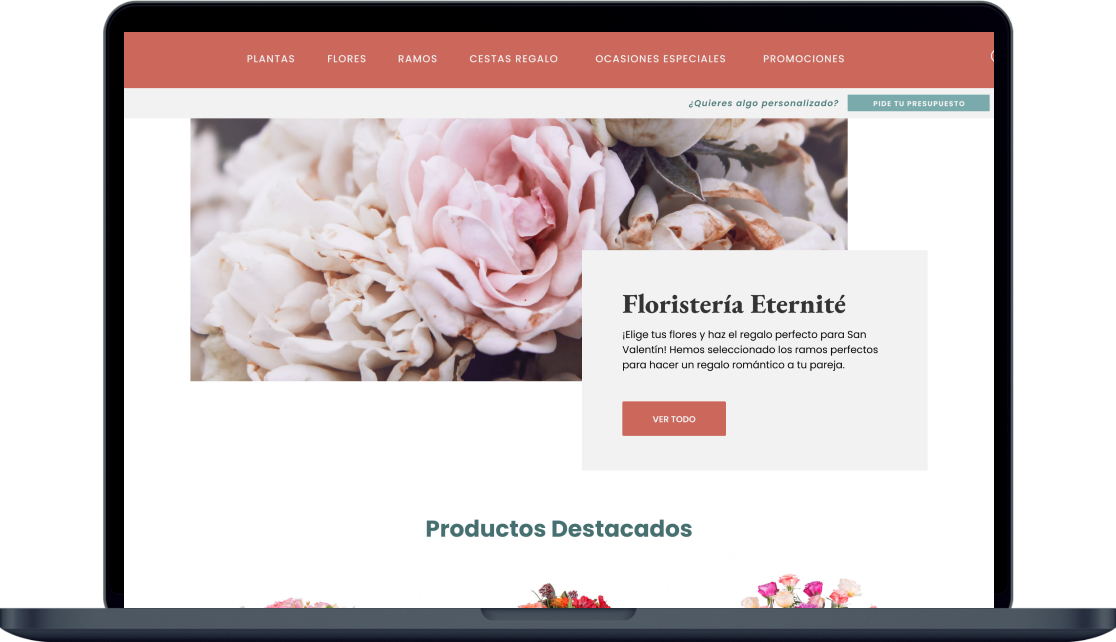 PLANTAS FLORES RAMOS CESTAS REGALO OCASIONES ESPECIALES PROMOCIONES
¿Quieres algo personalizado? PIDE TU PRESUPUESTO
Floristería Eternité
¡Elige tus flores y haz el regalo perfecto para San
Valentín! Hemos seleccionado los ramos perfectos
para hacer un regalo romántico a tu pareja.
VER TODO
Productos Destacados